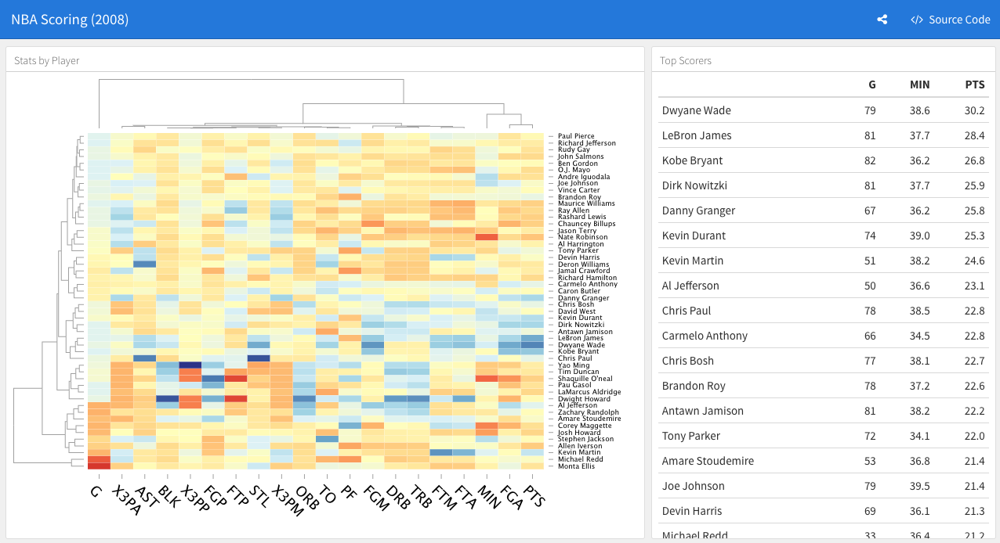 NBA Scoring (2008)
</> Source Code
Stats by Player
Paul Pierce
Richard Jefferson
Rudy Gay
John Salmons
Ben Gordon
O.J. Mayo
Andre Iguodala
Joe Johnson
Vince Carter
Brandon Roy
Maurice Williams
Ray Allen
Rashard Lewis
Chauncey Billups
Jason Terry
Nate Robinson
Al Harrington
Tony Parker
Devin Harris
Deron Williams
Jamal Crawford
Richard Hamilton
Carmelo Anthony
Caron Butler
Danny Granger
Chris Bosh
David West
Kevin Durant
Dirk Nowitzki
Antawn Jamison
LeBron James
Dwyane Wade
Kobe Bryant
Chris Paul
Yao Ming
Tim Duncan
Shaquille O'neal
Pau Gasol
LaMarcus Aldridge
Dwight Howard
Al Jefferson
Zachary Randolph
Amare Stoudemire
Corey Maggette
Josh Howard
Stephen Jackson
Allen Iverson
Kevin Martin
Michael Redd
Monta Ellis
G X3PA AST BLK X3PP FGP FTP STL X3PM ORB TO PF FGM DRB TRB FTM FTA MIN FGA PTS
Top Scorers
G MIN PTS
Dwyane Wade 79 38.6 30.2
LeBron James 81 37.7 28.4
Kobe Bryant 82 36.2 26.8
Dirk Nowitzki 81 37.7 25.9
Danny Granger 67 36.2 25.8
Kevin Durant 74 39.0 25.3
Kevin Martin 51 38.2 24.6
Al Jefferson 50 36.6 23.1
Chris Paul 78 38.5 22.8
Carmelo Anthony 66 34.5 22.8
Chris Bosh 77 38.1 22.7
Brandon Roy 78 37.2 22.6
Antawn Jamison 81 38.2 22.2
Tony Parker 72 34.1 22.0
Amare Stoudemire 53 36.8 21.4
Joe Johnson 79 39.5 21.4
Devin Harris 69 36.1 21.3
Michael Redd 33 36.4 21.2